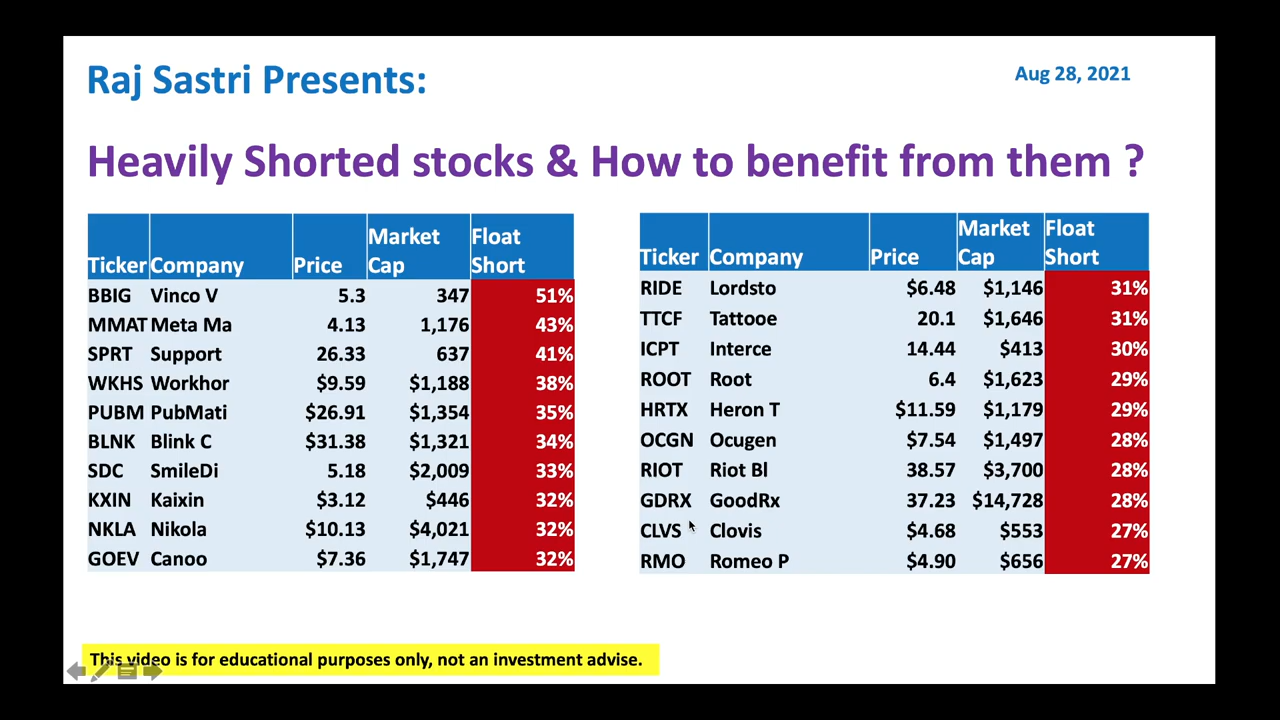 Raj Sastri Presents:
Aug 28, 2021
Heavily Shorted stocks & How to benefit from them ?
Ticker Company Price Market Cap Float Short
BBIG Vinco V 5.3 347 51%
MMAT Meta Ma 4.13 1,176 43%
SPRT Support 26.33 637 41%
WKHS Workhor $9.59 $1,188 38%
PUBM PubMati $26.91 $1,354 35%
BLNK Blink C $31.38 $1,321 34%
SDC SmileDi 5.18 $2,009 33%
KXIN Kaixin $3.12 $446 32%
NKLA Nikola $10.13 $4,021 32%
GOEV Canoo $7.36 $1,747 32%
Ticker Company Price Market Cap Float Short
RIDE Lordsto $6.48 $1,146 31%
TTCF Tattooe 20.1 $1,646 31%
ICPT Interce 14.44 $413 30%
ROOT Root 6.4 $1,623 29%
HRTX Heron T $11.59 $1,179 29%
OCGN Ocugen $7.54 $1,497 28%
RIOT Riot Bl 38.57 $3,700 28%
GDRX GoodRx 37.23 $14,728 28%
CLVS Clovis $4.68 $553 27%
RMO Romeo P $4.90 $656 27%
This video is for educational purposes only, not an investment advise.